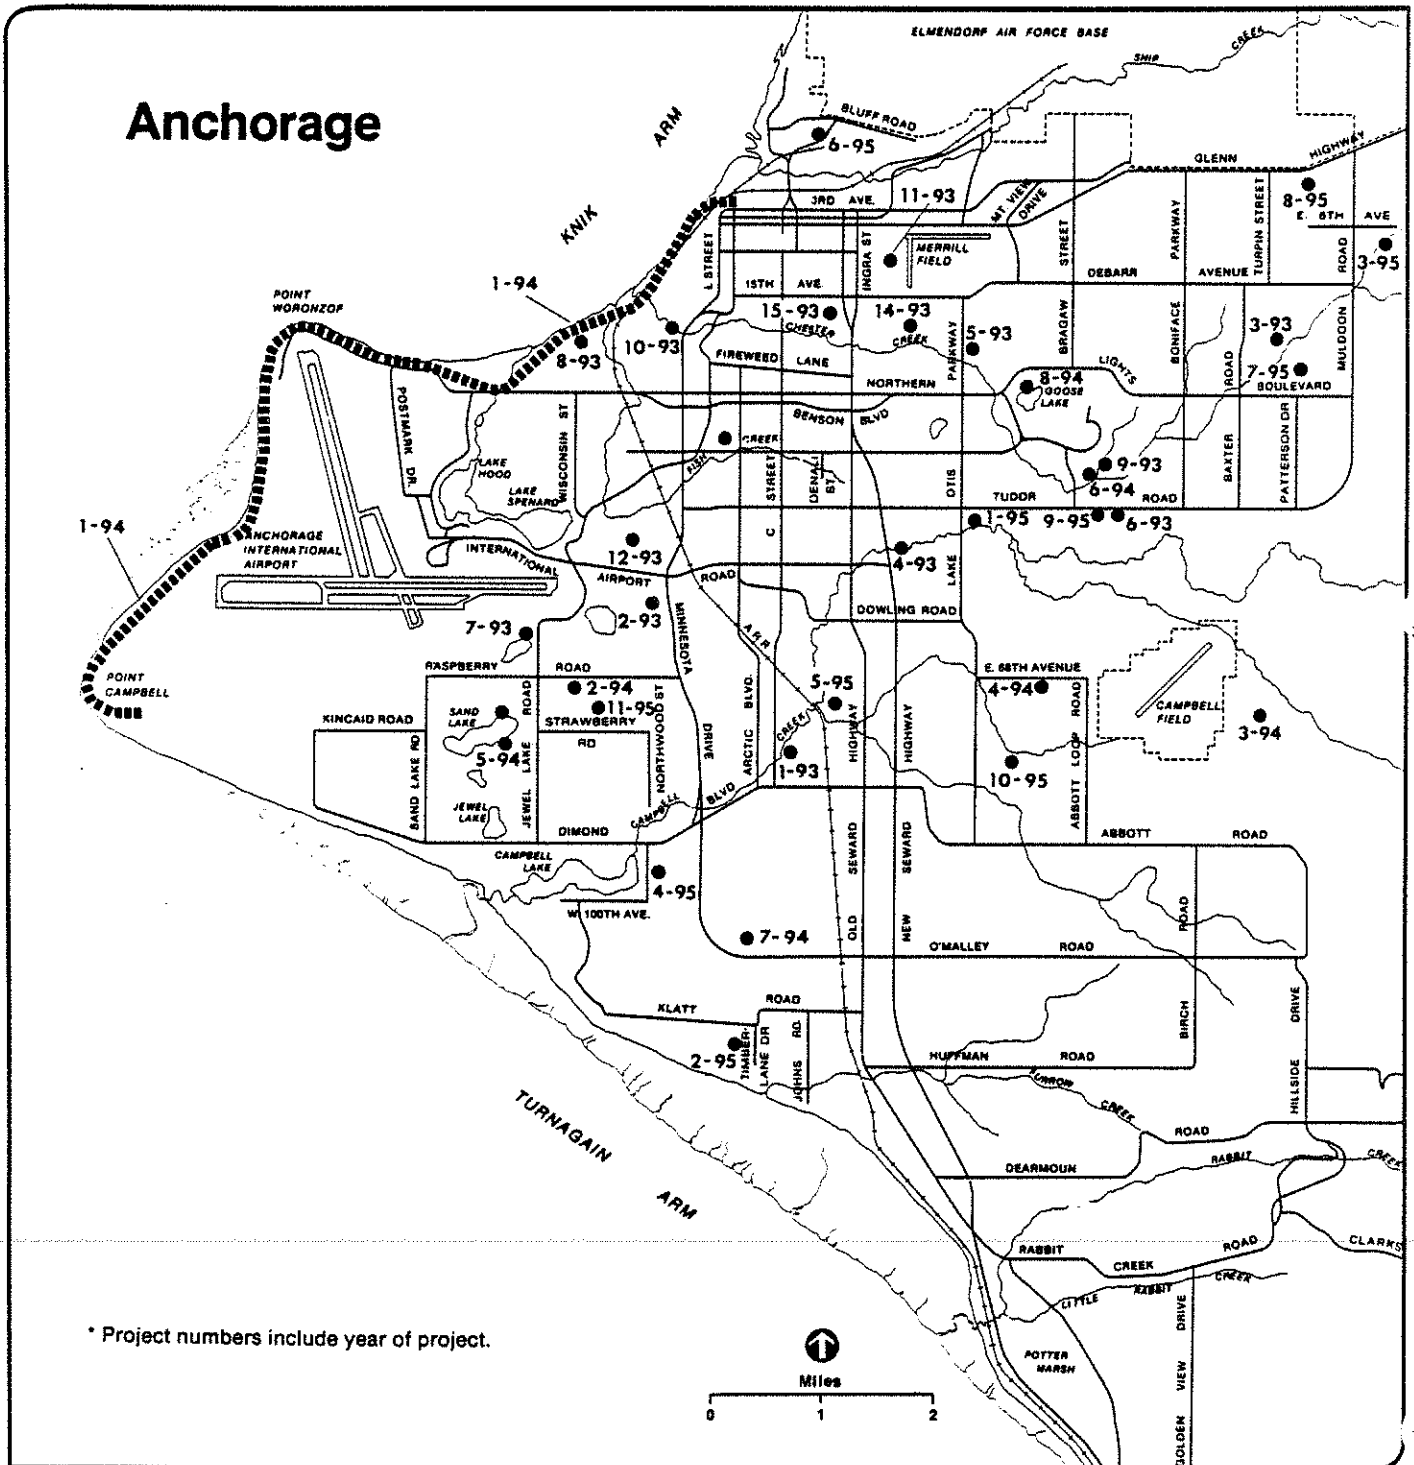 Anchorage
ELMENDORF AIR FORCE BASE
SHIP
CREEK
KNIK
ARM
BLUFF ROAD
6-95
GLENN
HIGHWAY
11-93
3RD AVE.
MT VIEW
DRIVE
8-95
E. 6TH AVE
3-95
L STREET
INGRA ST
MERRILL
FIELD
STREET
PARKWAY
TURPIN STREET
ROAD
15TH AVE.
DEBARR
AVENUE
1-94
POINT
WORONZOF
8-93
10-93
15-93
14-93
CHESTER
CREEK
5-93
3-93
7-95
FIREWEED LANE
PARKWAY
BRAGAW
LIGHTS
BONIFACE
ROAD
MULDOON
NORTHERN
BOULEVARD
8-94
GOOSE
LAKE
BENSON BLVD
POSTMARK
DR.
WISCONSIN ST
CREEK
FISH
LAKE
HOOD
LAKE
SPENARD
STREET
C
DENALI
ST
OTIS
LAKE
9-93
6-94
BAXTER
PATTERSON DR
TUDOR
ROAD
1-95
9-95
6-93
1-94
ANCHORAGE
INTERNATIONAL
AIRPORT
12-93
4-93
INTERNATIONAL
AIRPORT
ROAD
DOWLING ROAD
2-93
7-93
MINNESOTA
DRIVE
ARR
POINT
CAMPBELL
RASPBERRY
ROAD
E. 68TH AVENUE
2-94
11-95
5-95
4-94
CAMPBELL
FIELD
3-94
KINCAID ROAD
SAND
LAKE
STRAWBERRY
RD
5-94
SAND LAKE RD
JEWEL LAKE
ROAD
NORTHWOOD ST
ARCTIC BLVD.
CREEK
1-93
HIGHWAY
HIGHWAY
10-95
ABBOTT LOOP ROAD
JEWEL
LAKE
CAMPBELL
BLVD
DIMOND
ABBOTT
ROAD
CAMPBELL
LAKE
4-95
W. 100TH AVE.
OLD SEWARD
NEW SEWARD
7-94
O'MALLEY
ROAD
BIRCH
ROAD
KLATT
ROAD
2-95
TIMBER-
LANE DR
JOHNS RD.
HUFFMAN
ROAD
HILLSIDE DRIVE
FURROW
CREEK
ROAD
TURNAGAIN
ARM
DEARMOUN
RABBIT
CREEK
RABBIT
CREEK
ROAD
CLARKS
LITTLE
RABBIT
CREEK
* Project numbers include year of project.
Miles
0 1 2
POTTER
MARSH
GOLDEN VIEW DRIVE